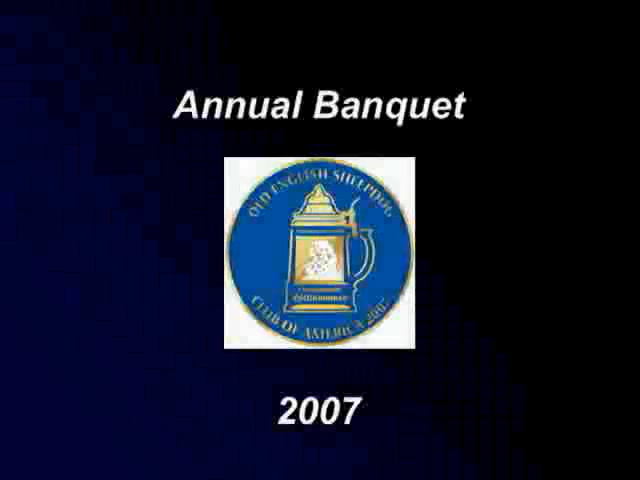 Annual Banquet
OLD ENGLISH SHEEPDOG
CLUB OF AMERICA 2007
2007